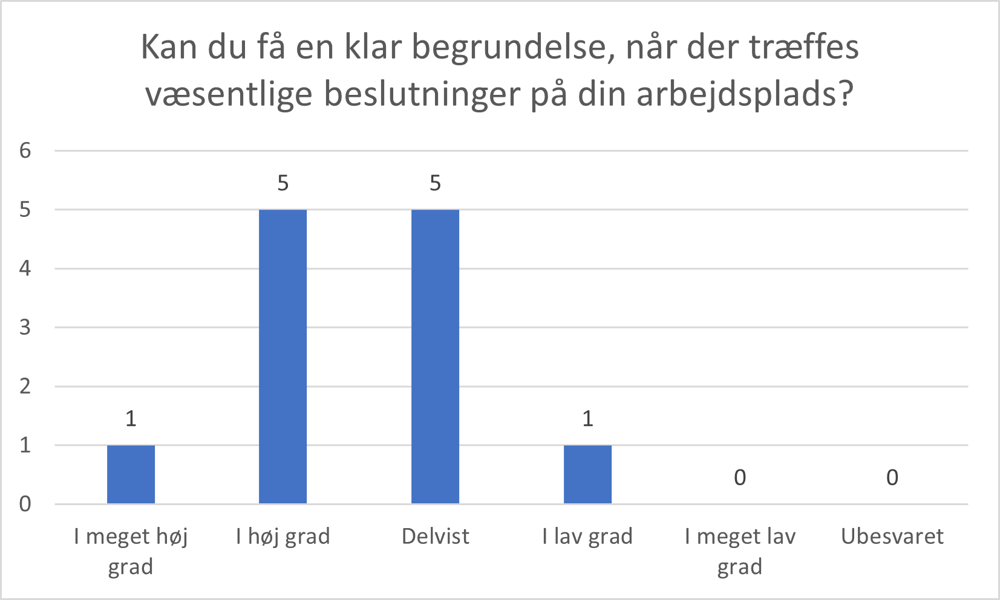 Kan du få en klar begrundelse, når der træffes
væsentlige beslutninger på din arbejdsplads?
6
5
4
3
2
1
0
1
5
5
1
0
0
I meget høj
grad
I høj grad
Delvist
I lav grad
I meget lav
grad
Ubesvaret